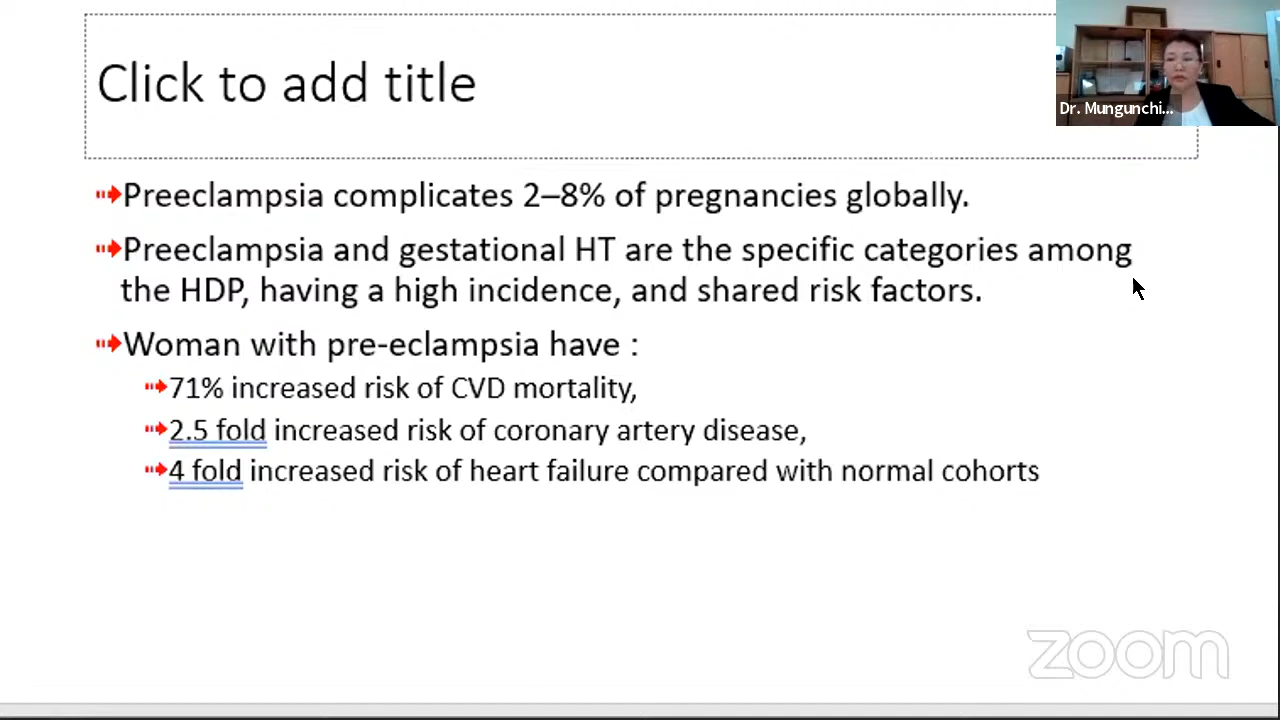 Click to add title
Dr. Mungunchi...
Preeclampsia complicates 2–8% of pregnancies globally.
Preeclampsia and gestational HT are the specific categories among
the HDP, having a high incidence, and shared risk factors.
Woman with pre-eclampsia have :
71% increased risk of CVD mortality,
2.5 fold increased risk of coronary artery disease,
4 fold increased risk of heart failure compared with normal cohorts
zoom